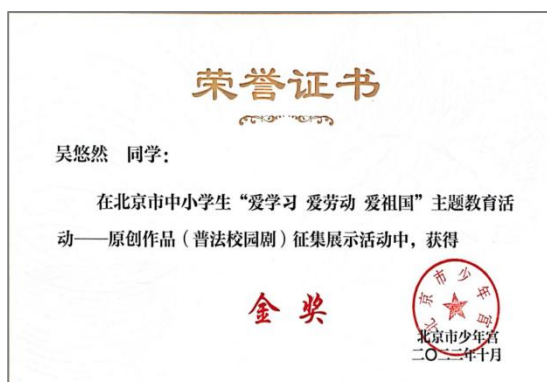 荣誉证书
吴悠然 同学：
在北京市中小学生“爱学习 爱劳动 爱祖国”主题教育活
动——原创作品（普法校园剧）征集展示活动中，获得
金奖
北京市少年宫
北京市少年宫
二〇二二年十月